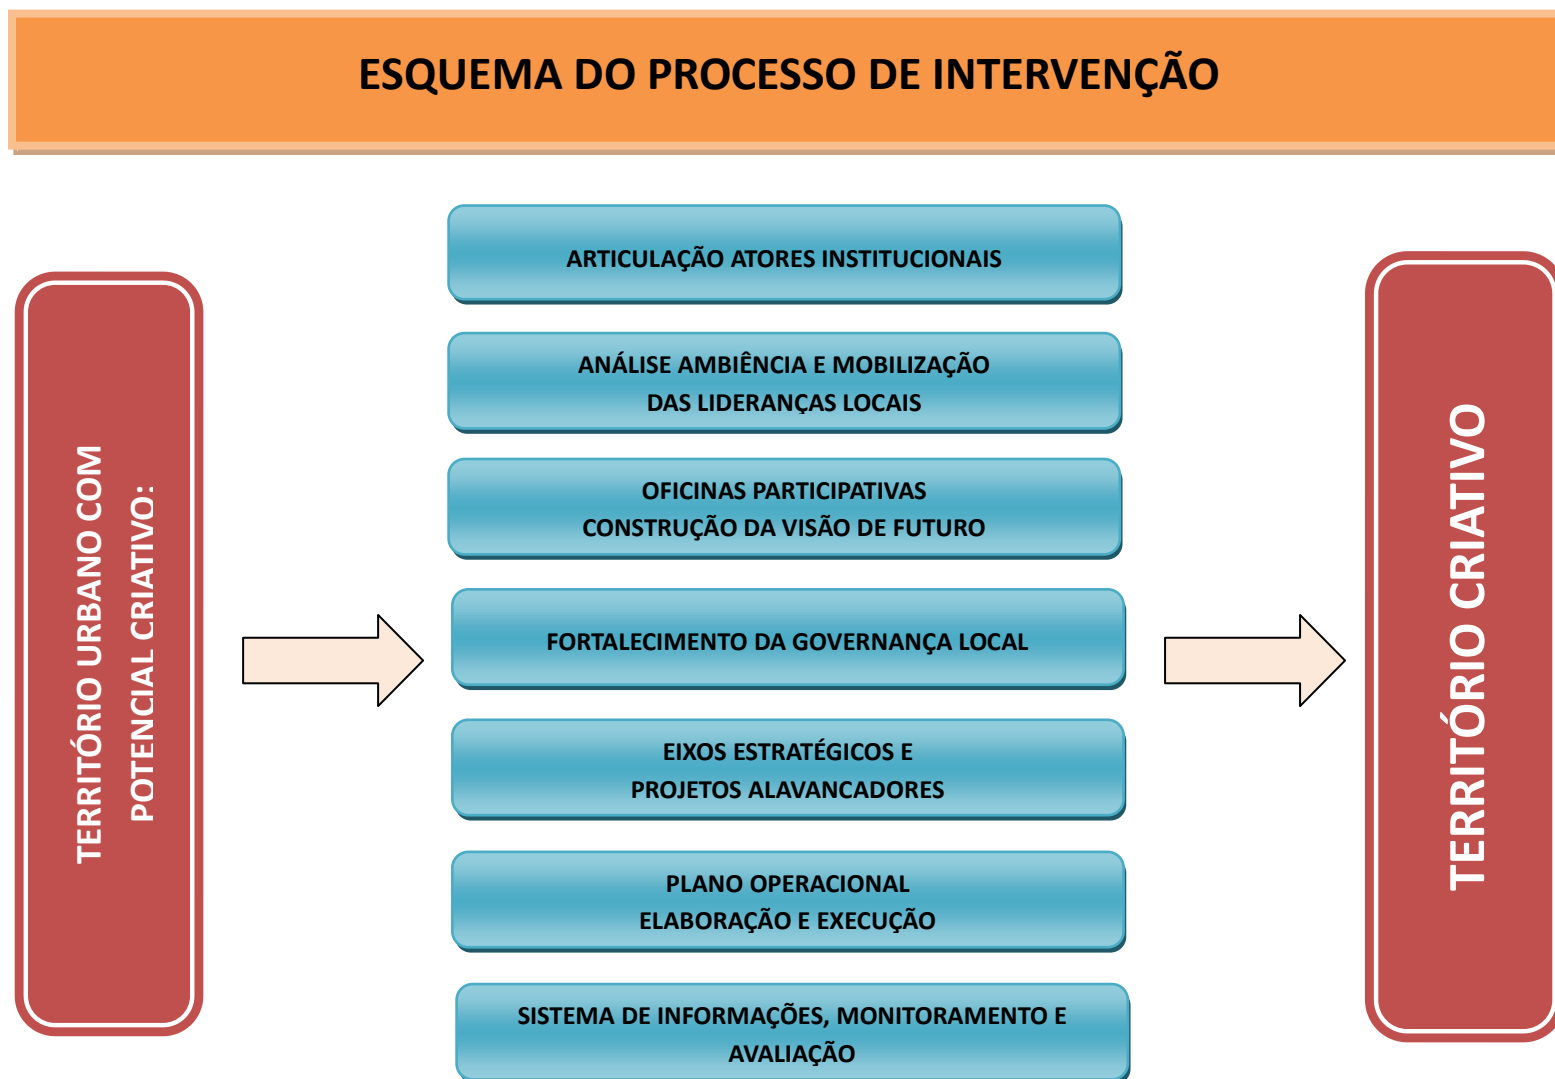 ESQUEMA DO PROCESSO DE INTERVENÇÃO
TERRITÓRIO URBANO COM
POTENCIAL CRIATIVO:
ARTICULAÇÃO ATORES INSTITUCIONAIS
ANÁLISE AMBIÊNCIA E MOBILIZAÇÃO
DAS LIDERANÇAS LOCAIS
OFICINAS PARTICIPATIVAS
CONSTRUÇÃO DA VISÃO DE FUTURO
FORTALECIMENTO DA GOVERNANÇA LOCAL
EIXOS ESTRATÉGICOS E
PROJETOS ALAVANCADORES
PLANO OPERACIONAL
ELABORAÇÃO E EXECUÇÃO
SISTEMA DE INFORMAÇÕES, MONITORAMENTO E
AVALIAÇÃO
TERRITÓRIO CRIATIVO